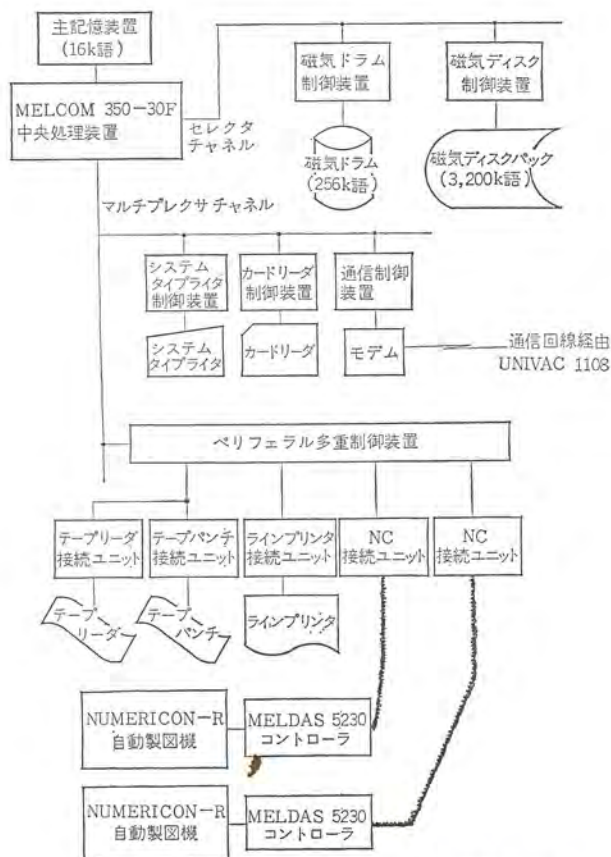 主記憶装置
(16k語)
MELCOM 350-30F
中央処理装置
セレクタ
チャネル
磁気ドラム
制御装置
磁気ディスク
制御装置
磁気ドラム
(256k語)
磁気ディスクパック
(3,200k語)
マルチプレクサチャネル
システム
タイプライタ
制御装置
カードリーダ
制御装置
通信制御
装置
システム
タイプライタ
カードリーダ
モデム
通信回線経由
UNIVAC 1108
ペリフェラル多重制御装置
テープリーダ
接続ユニット
テープパンチ
接続ユニット
ラインプリンタ
接続ユニット
NC
接続ユニット
NC
接続ユニット
テープ
リーダー
テープ
パンチ
ラインプリンタ
NUMERICON-R
自動製図機
MELDAS 5230
コントローラ
NUMERICON-R
自動製図機
MELDAS 5230
コントローラ